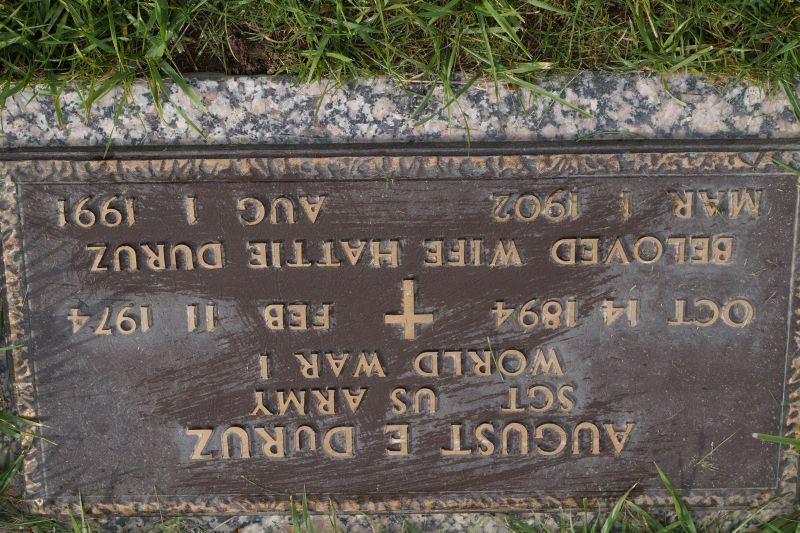 AUGUST E DURUZ
SGT US ARMY
WORLD WAR I
OCT 14 1894 FEB 11 1974
BELOVED WIFE HATTIE DURUZ
MAR 1 1902 AUG 1 1991